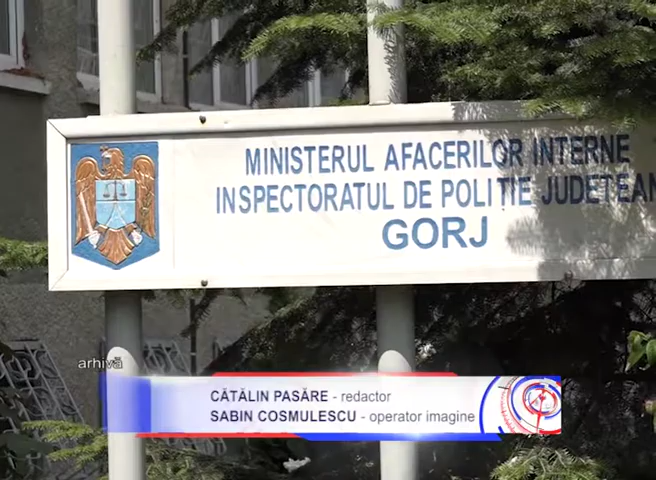 MINISTERUL AFACERILOR INTERNE
INSPECTORATUL DE POLIȚIE JUDEȚEAN
GORJ
arhivă
CĂTĂLIN PASĂRE - redactor
SABIN COSMULESCU - operator imagine